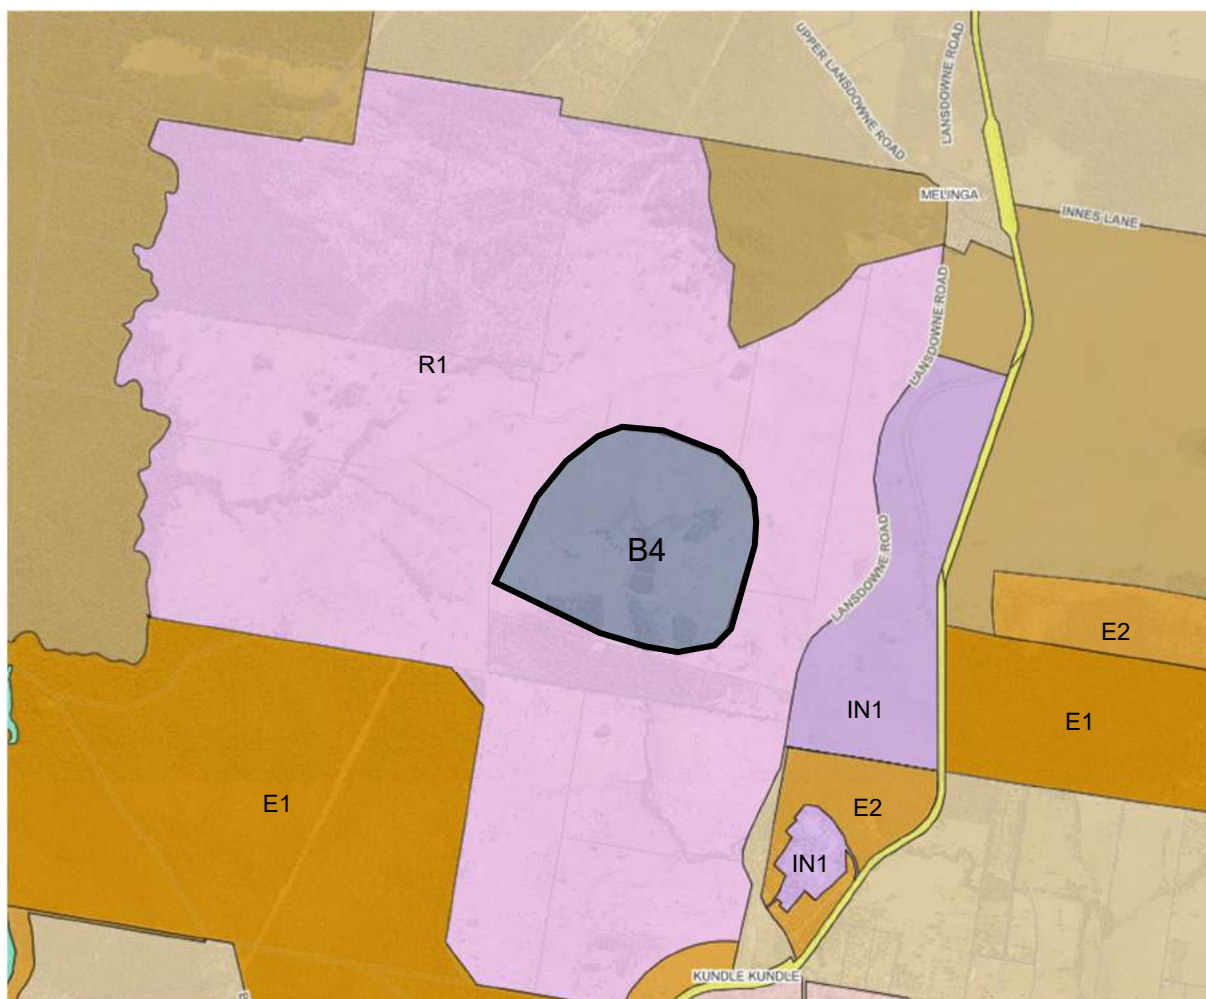 UPPER LANSDOWNE ROAD
LANSDOWNE ROAD
MELINGA
INNES LANE
LANSDOWNE ROAD
R1
B4
LANSDOWNE ROAD
E2
IN1
E1
E1
E2
IN1
KUNDLE KUNDLE